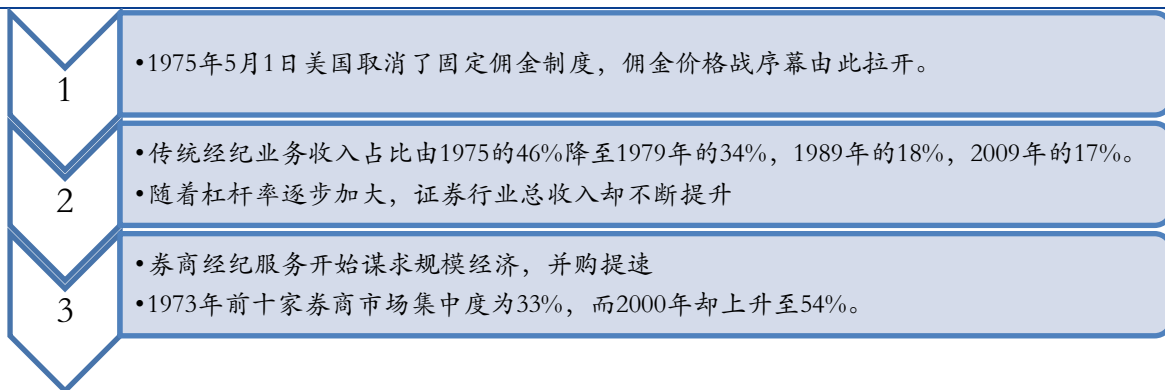 1
•1975年5月1日美国取消了固定佣金制度，佣金价格战序幕由此拉开。
2
•传统经纪业务收入占比由1975的46%降至1979年的34%，1989年的18%，2009年的17%。
•随着杠杆率逐步加大，证券行业总收入却不断提升
3
•券商经纪服务开始谋求规模经济，并购提速
•1973年前十家券商市场集中度为33%，而2000年却上升至54%。